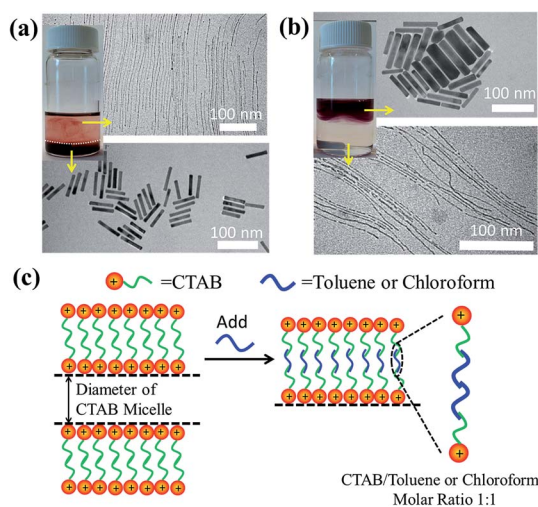 (a)
100 nm
100 nm
(b)
100 nm
100 nm
(c)
+
=CTAB
=Toluene or Chloroform
+ + + + + + + +
+ + + + + + + +
Diameter of
CTAB Micelle
+ + + + + + + +
+ + + + + + + +
Add
+ + + + + + + +
+ + + + + + + +
+
+
CTAB/Toluene or Chloroform
Molar Ratio 1:1